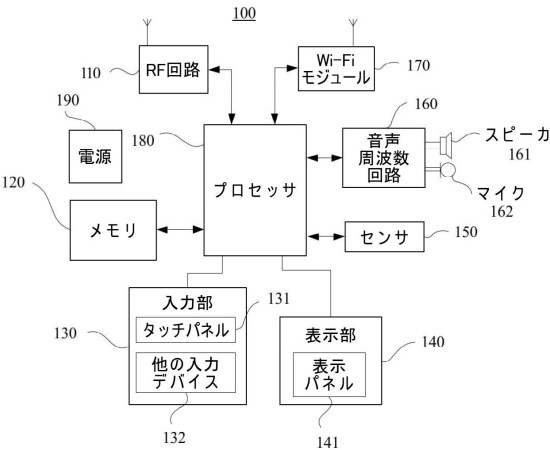 100
110
RF回路
Wi-Fi
モジュール
170
190
電源
180
プロセッサ
160
音声
周波数
回路
スピーカ
161
マイク
162
120
メモリ
センサ
150
130
入力部
タッチパネル
131
他の入力
デバイス
132
表示部
140
表示
パネル
141